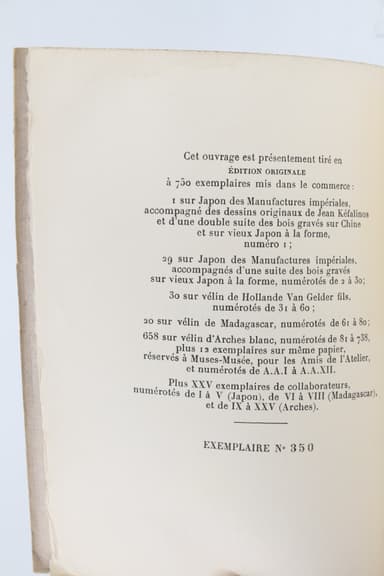 Cet ouvrage est présentement tiré en
ÉDITION ORIGINALE
à 750 exemplaires mis dans le commerce :
1 sur Japon des Manufactures impériales,
accompagné des dessins originaux de Jean Kéfalinos
et d'une double suite des bois gravés sur Chine
et sur vieux Japon à la forme,
numéro 1 ;
29 sur Japon des Manufactures impériales,
accompagnés d'une suite des bois gravés
sur vieux Japon à la forme, numérotés de 2 à 30;
30 sur vélin de Hollande Van Gelder fils,
numérotés de 31 à 60 ;
20 sur vélin de Madagascar, numérotés de 61 à 80;
658 sur vélin d'Arches blanc, numérotés de 81 à 738,
plus 12 exemplaires sur même papier,
réservés à Muses-Musée, pour les Amis de l'Atelier,
et numérotés de A.A.I à A.A.XII.
Plus XXV exemplaires de collaborateurs,
numérotés de I à V (Japon), de VI à VIII (Madagascar),
et de IX à XXV (Arches).
EXEMPLAIRE Nº 350